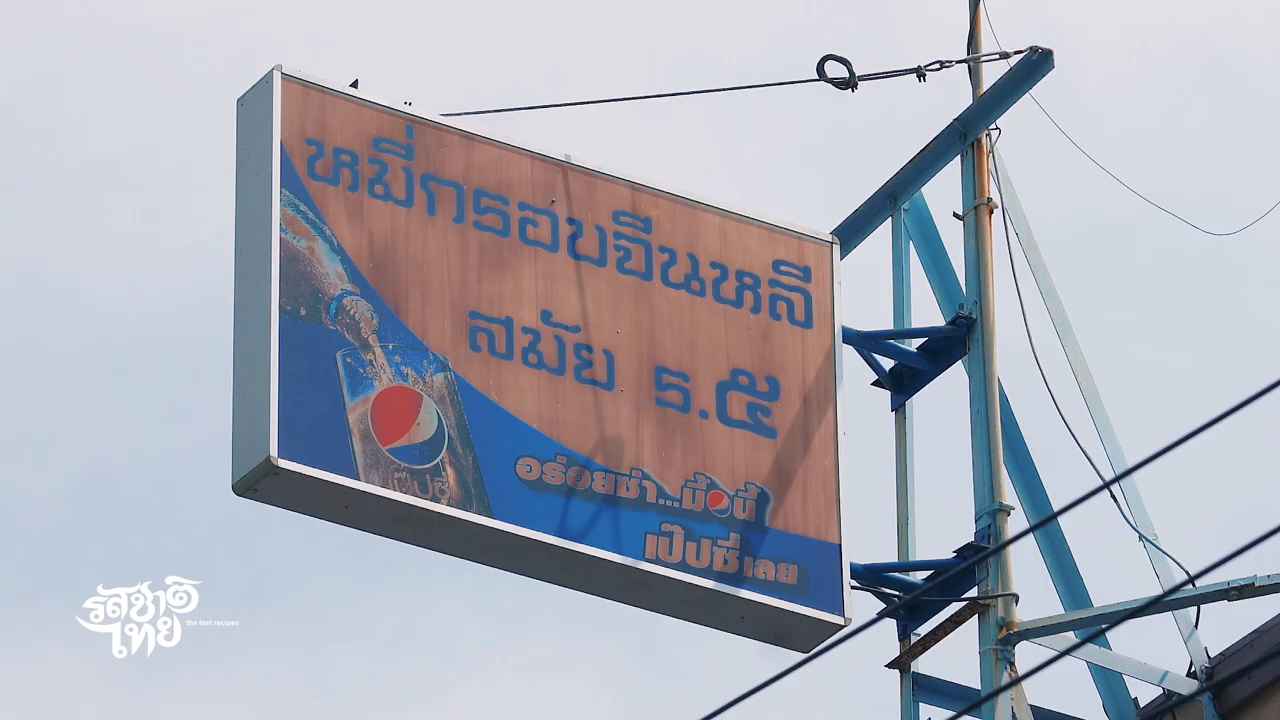 หมี่กรอบจีนหลี
สมัย ร.๕
อร่อยซ่า...มื้อนี้
เป๊ปซี่เลย
เป๊ปซี่
รสชาติไทย
the lost recipes